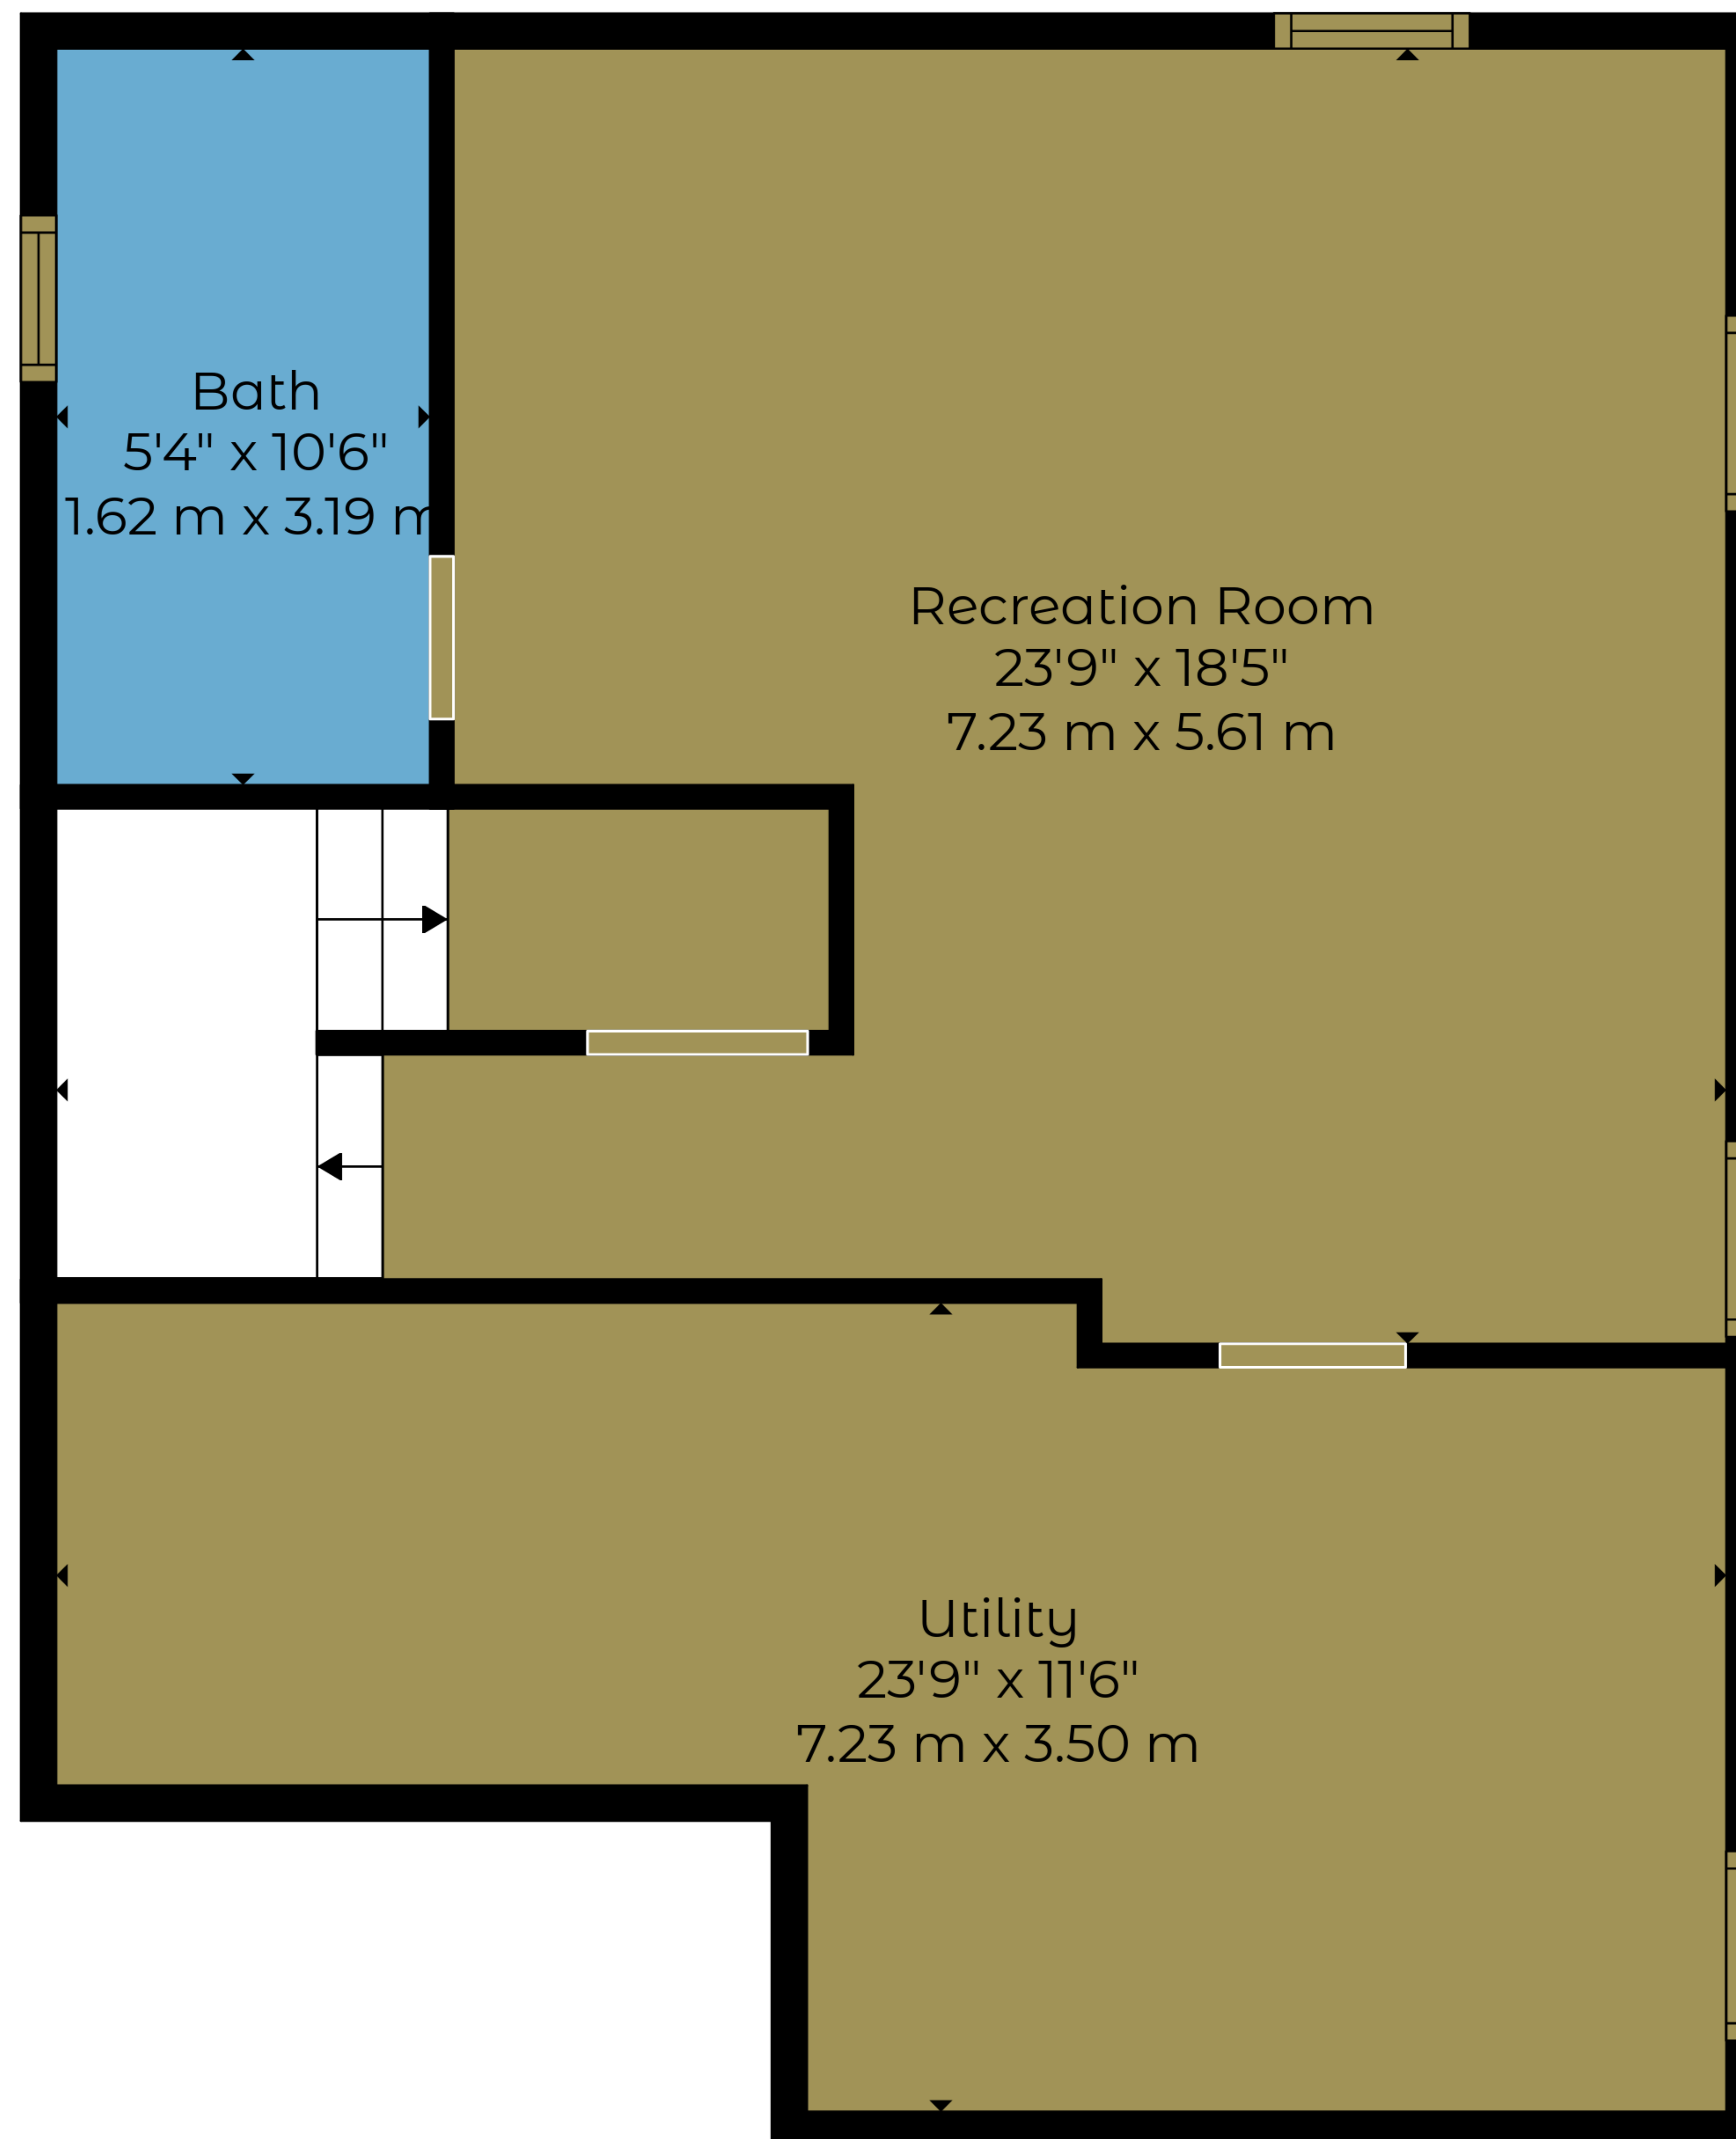 Bath
5'4" x 10'6"
1.62 m x 3.19 m
Recreation Room
23'9" x 18'5"
7.23 m x 5.61 m
Utility
23'9" x 11'6"
7.23 m x 3.50 m